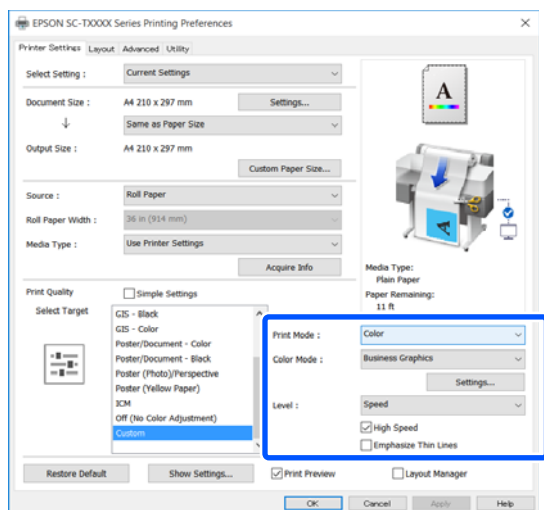 EPSON SC-TXXXX Series Printing Preferences
Printer Settings Layout Advanced Utility
Select Setting : Current Settings
Document Size : A4 210 x 297 mm Settings...
Same as Paper Size
Output Size : A4 210 x 297 mm
Custom Paper Size...
A
Source : Roll Paper
Roll Paper Width : 36 in (914 mm)
Media Type : Use Printer Settings
Acquire Info
Media Type:
Plain Paper
Paper Remaining:
11 ft
Print Quality Simple Settings
Select Target
GIS - Black
GIS - Color
Poster/Document - Color
Poster/Document - Black
Poster (Photo)/Perspective
Poster (Yellow Paper)
ICM
Off (No Color Adjustment)
Custom
Print Mode : Color
Color Mode : Business Graphics
Settings...
Level : Speed
High Speed
Emphasize Thin Lines
Restore Default Show Settings... Print Preview Layout Manager
OK Cancel Apply Help